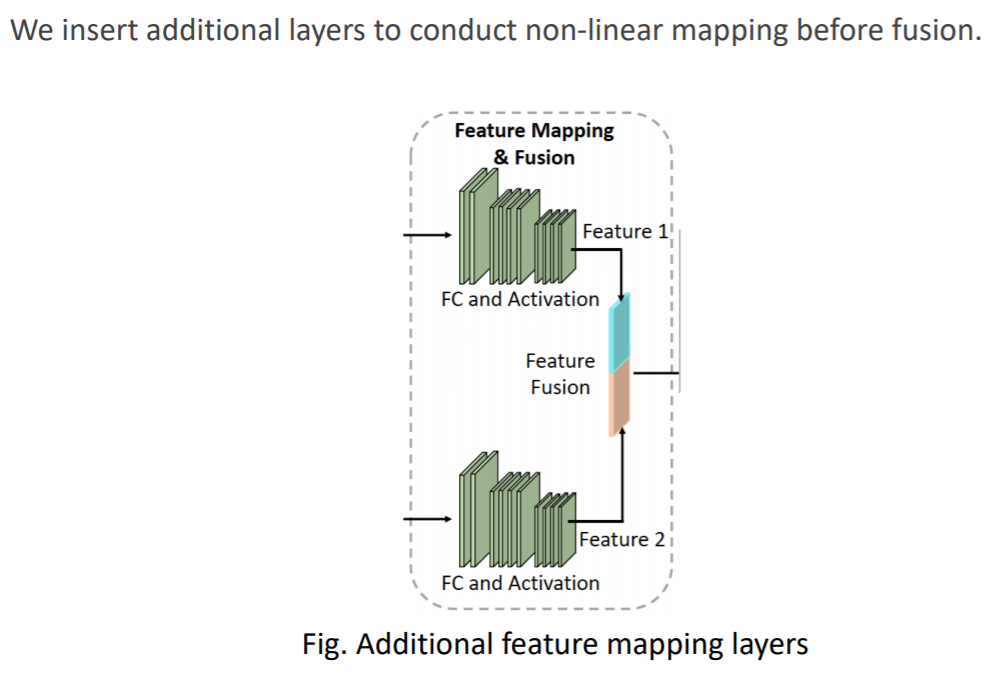 We insert additional layers to conduct non-linear mapping before fusion.
Feature Mapping
& Fusion
Feature 1
FC and Activation
Feature
Fusion
Feature 2
FC and Activation
Fig. Additional feature mapping layers